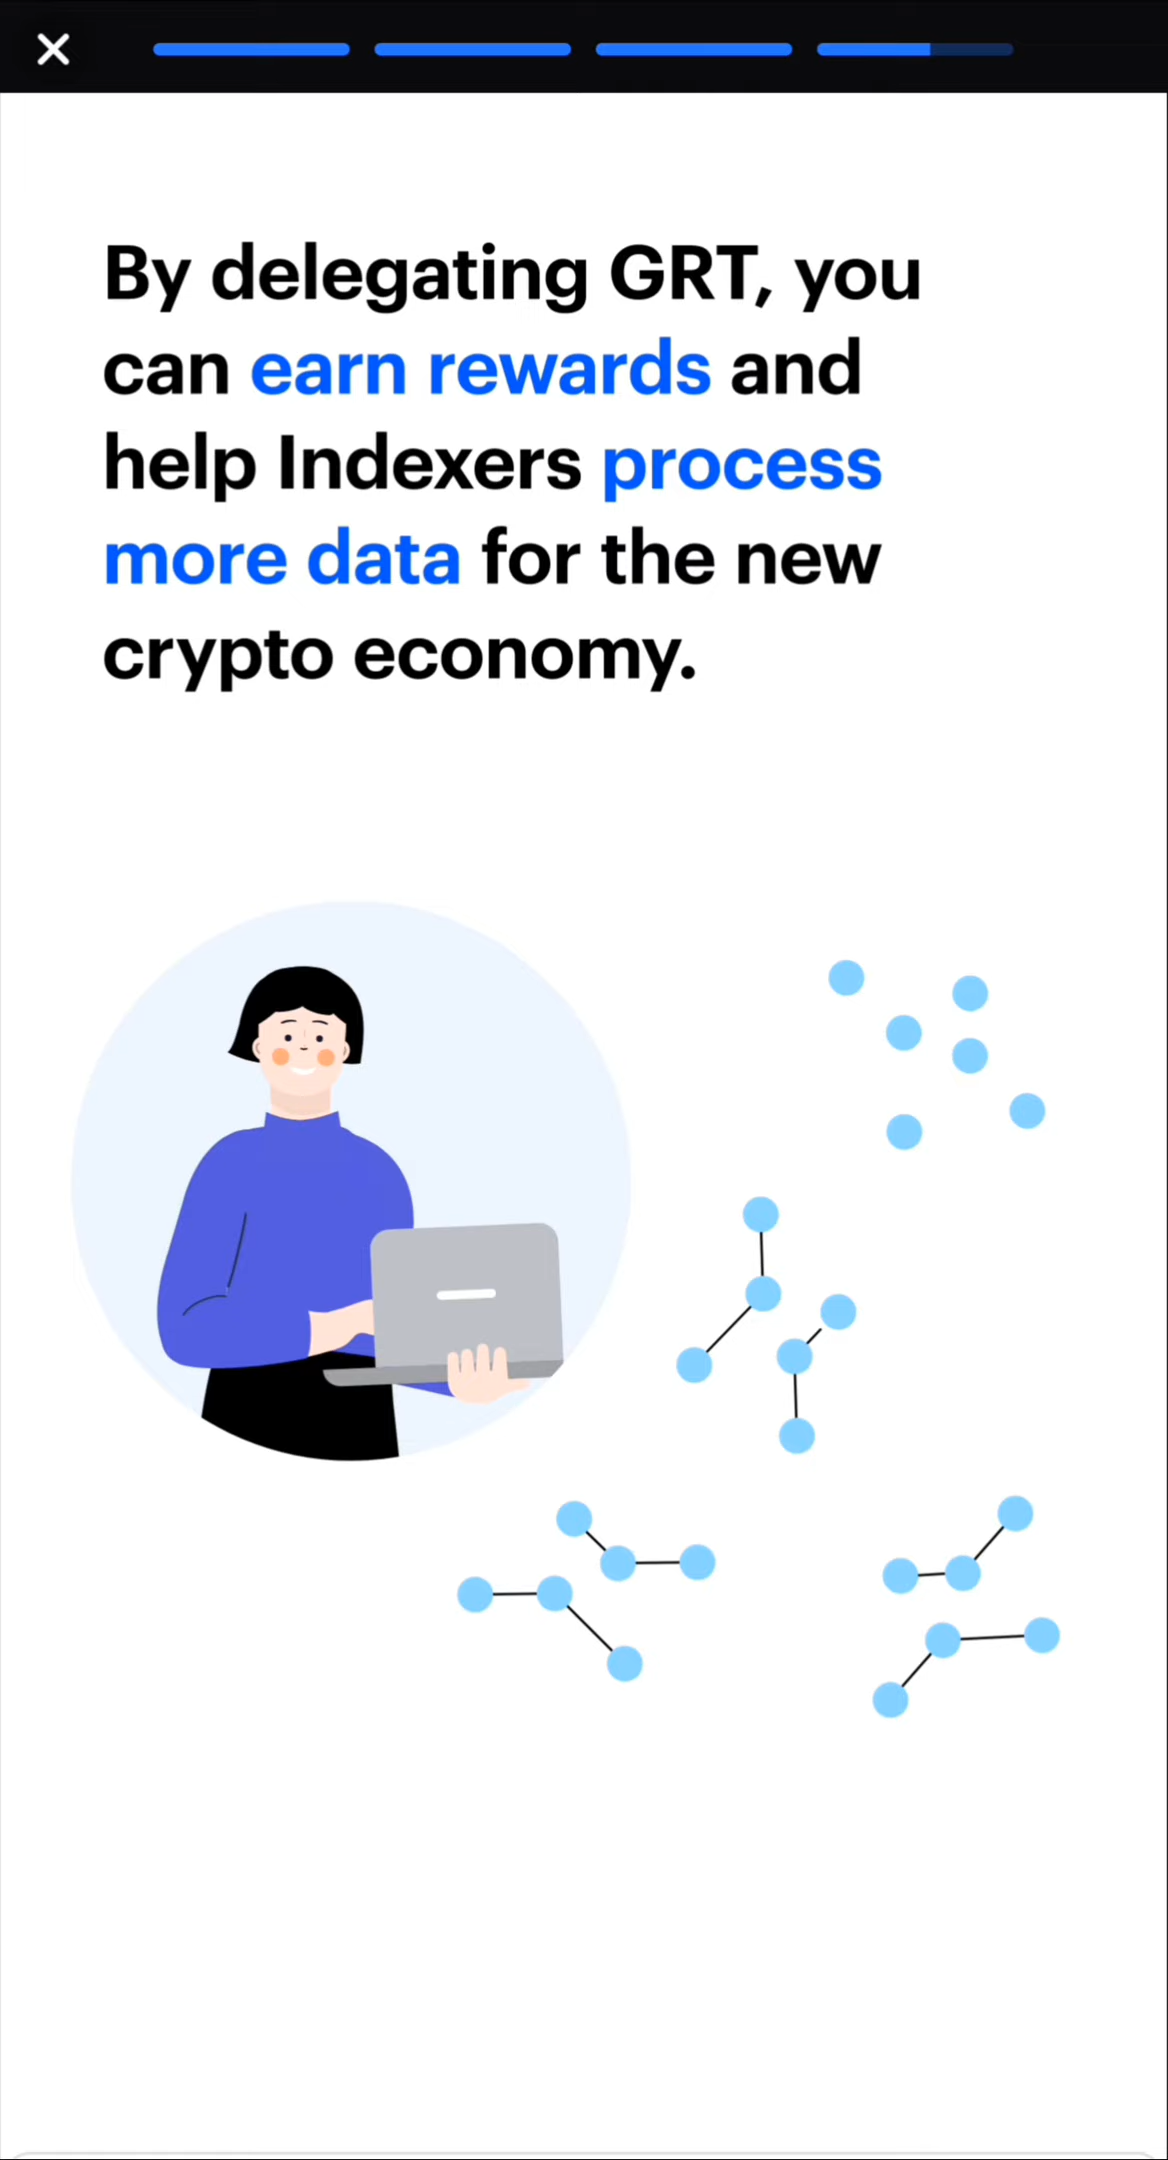 By delegating GRT, you
can earn rewards and
help Indexers process
more data for the new
crypto economy.